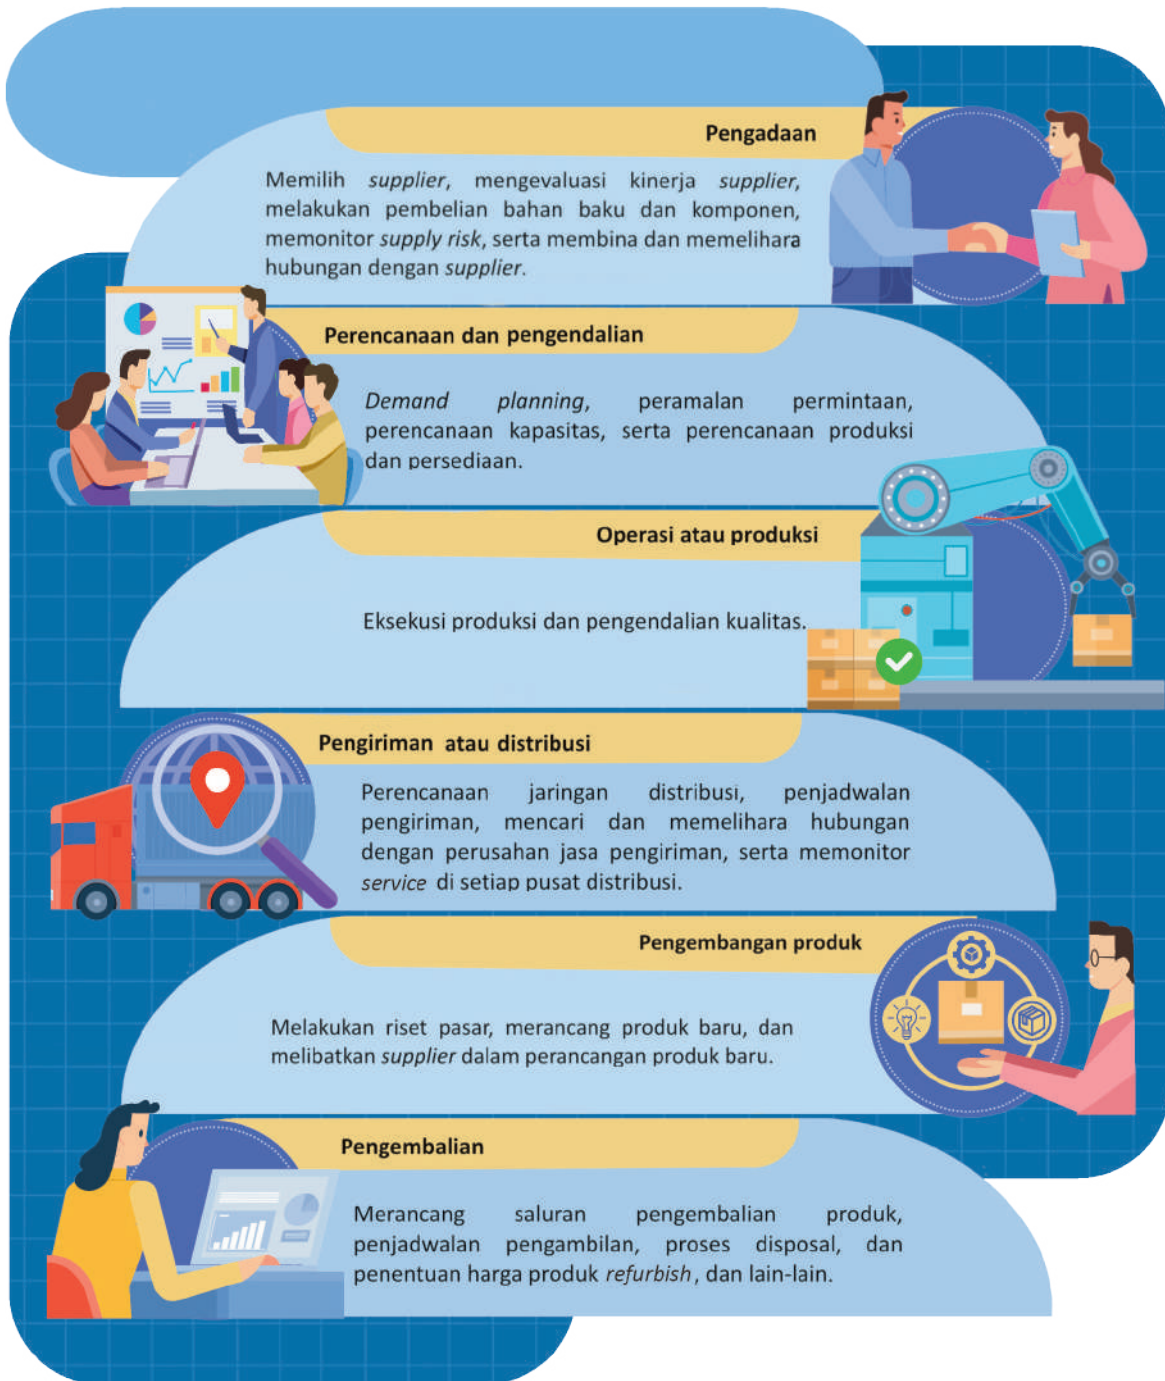 Pengadaan
Memilih supplier, mengevaluasi kinerja supplier,
melakukan pembelian bahan baku dan komponen,
memonitor supply risk, serta membina dan memelihara
hubungan dengan supplier.
Perencanaan dan pengendalian
Demand planning, peramalan permintaan,
perencanaan kapasitas, serta perencanaan produksi
dan persediaan.
Operasi atau produksi
Eksekusi produksi dan pengendalian kualitas.
Pengiriman atau distribusi
Perencanaan jaringan distribusi, penjadwalan
pengiriman, mencari dan memelihara hubungan
dengan perusahan jasa pengiriman, serta memonitor
service di setiap pusat distribusi.
Pengembangan produk
Melakukan riset pasar, merancang produk baru, dan
melibatkan supplier dalam perancangan produk baru.
Pengembalian
Merancang saluran pengembalian produk,
penjadwalan pengambilan, proses disposal, dan
penentuan harga produk refurbish, dan lain-lain.